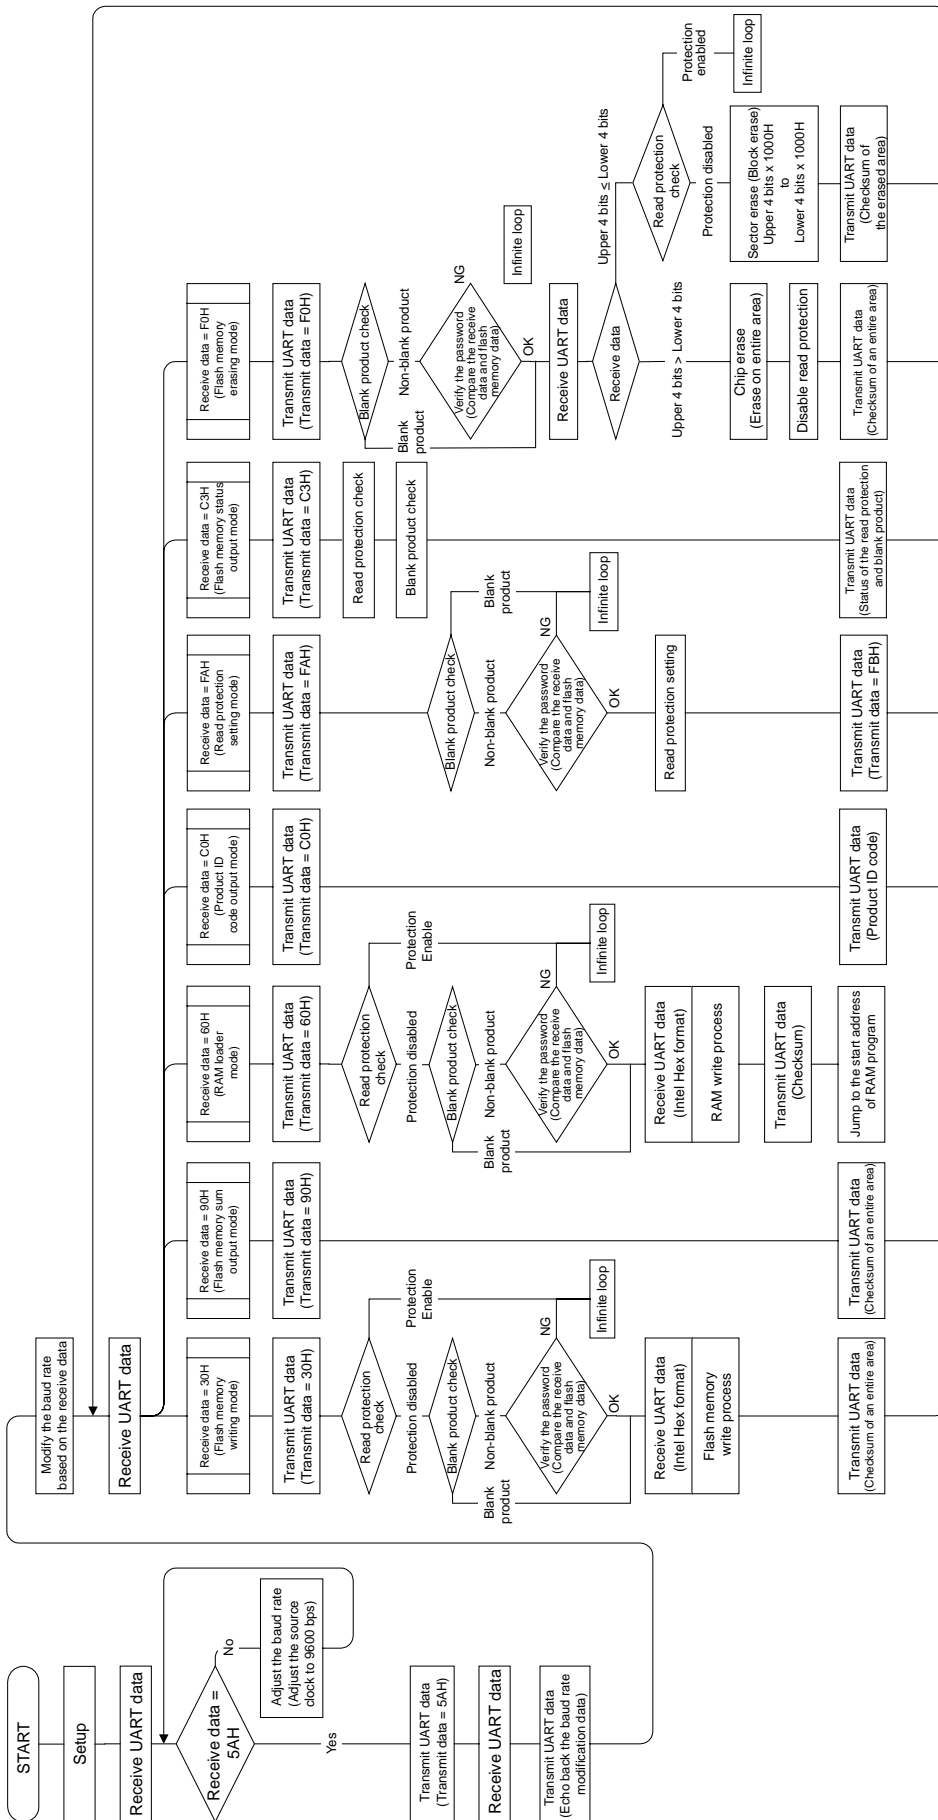 START
Setup
Receive UART data
Receive data =
5AH
No
Adjust the baud rate
(Adjust the source
clock to 9600 bps)
Yes
Transmit UART data
(Transmit data = 5AH)
Receive UART data
Transmit UART data
(Echo back the baud rate
modification data)
Modify the baud rate
based on the receive data
Receive UART data
Receive data = 30H
(Flash memory
writing mode)
Transmit UART data
(Transmit data = 30H)
Read protection
check
Protection
Enable
Protection disabled
Blank product check
Blank
product
Non-blank product
Verify the password
(Compare the receive
data and flash
memory data)
NG
Infinite loop
OK
Receive UART data
(Intel Hex format)
Flash memory
write process
Transmit UART data
(Checksum of an entire area)
Receive data = 90H
(Flash memory sum
output mode)
Transmit UART data
(Transmit data = 90H)
Transmit UART data
(Checksum of an entire area)
Receive data = 60H
(RAM loader
mode)
Transmit UART data
(Transmit data = 60H)
Read protection
check
Protection
Enable
Protection disabled
Blank product check
Blank
product
Non-blank product
Verify the password
(Compare the receive
data and flash
memory data)
NG
Infinite loop
OK
Receive UART data
(Intel Hex format)
RAM write process
Transmit UART data
(Checksum)
Jump to the start address
of RAM program
Receive data = C0H
(Product ID
code output mode)
Transmit UART data
(Transmit data = C0H)
Transmit UART data
(Product ID code)
Receive data = FAH
(Read protection
setting mode)
Transmit UART data
(Transmit data = FAH)
Blank product check
Blank
product
Non-blank product
Verify the password
(Compare the receive
data and flash
memory data)
NG
Infinite loop
OK
Read protection setting
Transmit UART data
(Transmit data = FBH)
Receive data = C3H
(Flash memory status
output mode)
Transmit UART data
(Transmit data = C3H)
Read protection check
Blank product check
Transmit UART data
(Status of the read protection
and blank product)
Receive data = F0H
(Flash memory
erasing mode)
Transmit UART data
(Transmit data = F0H)
Blank product check
Blank
product
Non-blank product
Verify the password
(Compare the receive
data and flash
memory data)
NG
Infinite loop
OK
Receive UART data
Receive data
Upper 4 bits > Lower 4 bits
Chip erase
(Erase on entire area)
Disable read protection
Transmit UART data
(Checksum of an entire area)
Upper 4 bits ≤ Lower 4 bits
Read protection
check
Protection
enabled
Infinite loop
Protection disabled
Sector erase (Block erase)
Upper 4 bits x 1000H
to
Lower 4 bits x 1000H
Transmit UART data
(Checksum of
the erased area)